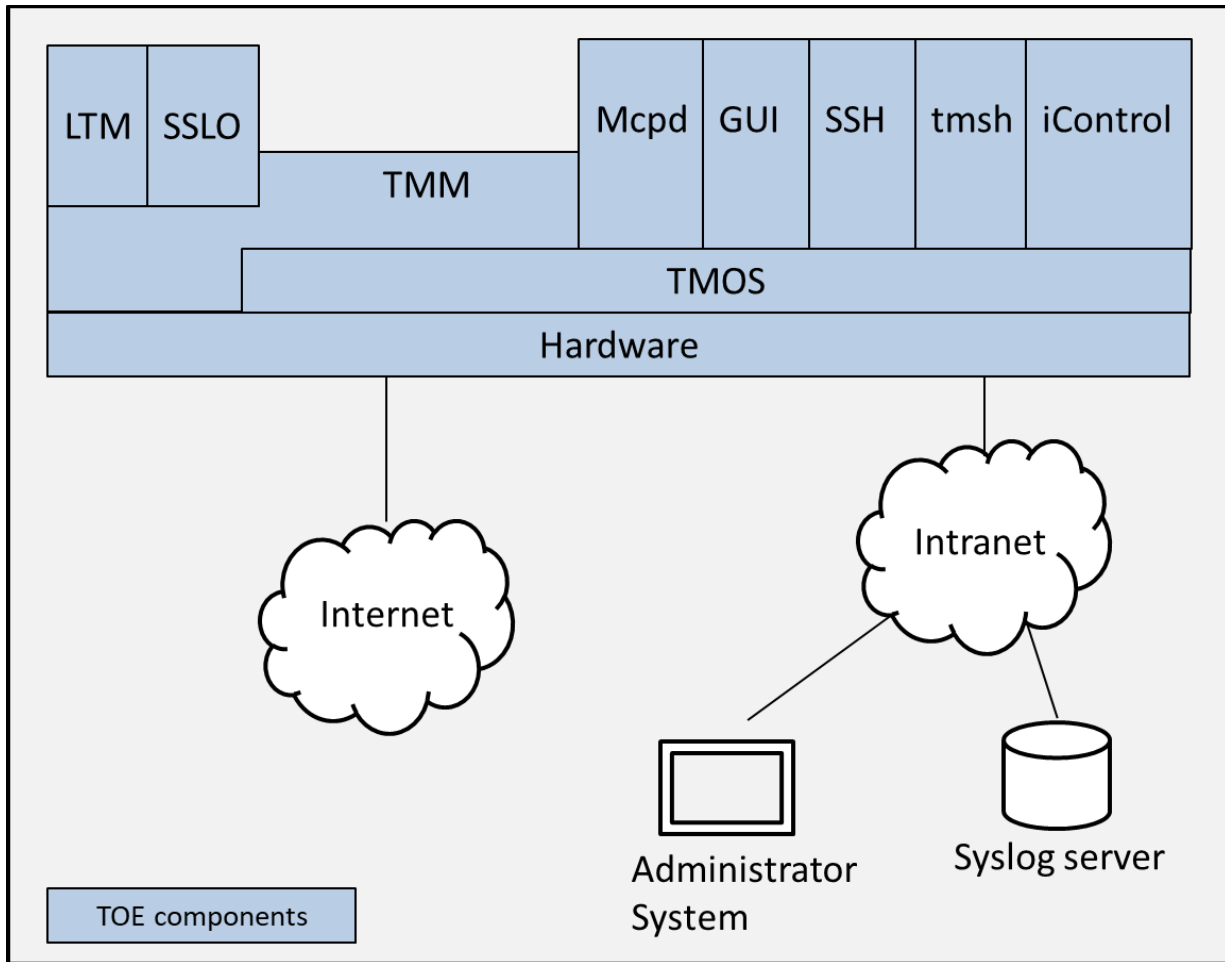 LTM
SSLO
TMM
Mcpd
GUI
SSH
tmsh
iControl
TMOS
Hardware
Internet
Intranet
Administrator
System
Syslog server
TOE components